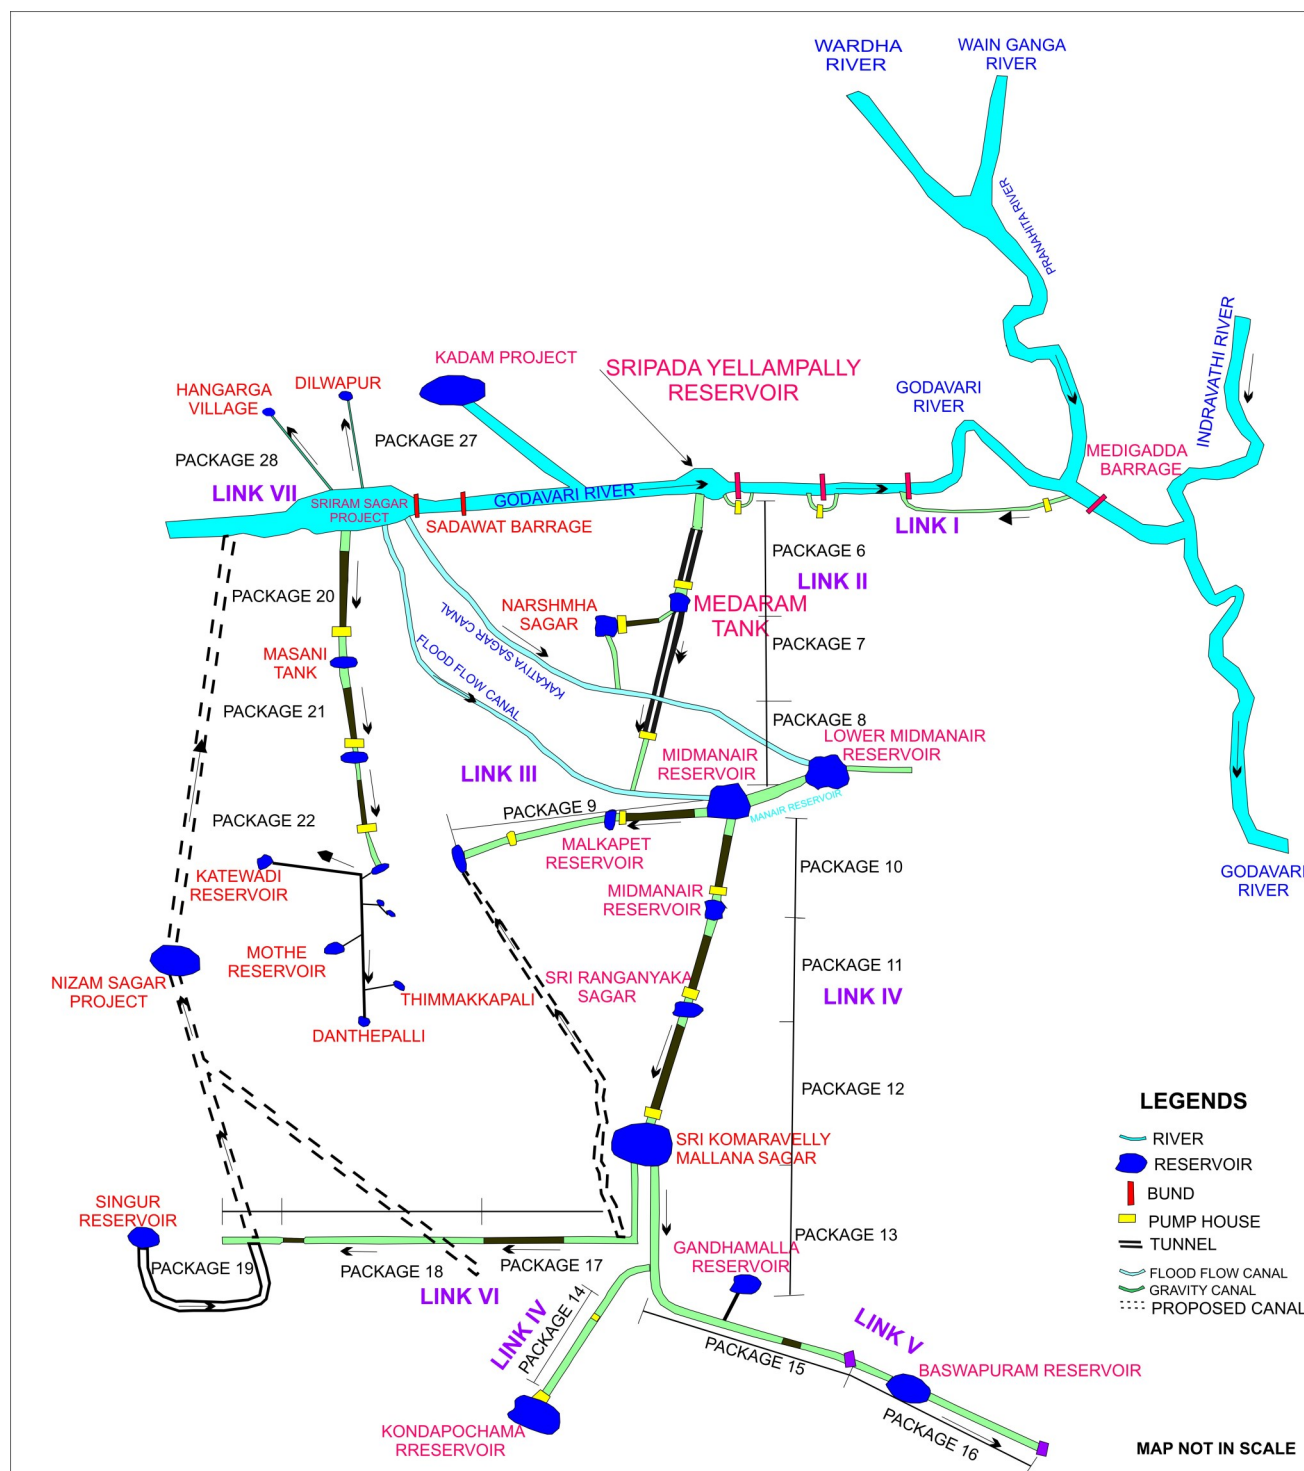 WARDHA
RIVER
WAIN GANGA
RIVER
PRANAHITA RIVER
INDRAVATHI RIVER
KADAM PROJECT
SRIPADA YELLAMPALLY
RESERVOIR
HANGARGA
VILLAGE
DILWAPUR
GODAVARI
RIVER
PACKAGE 27
PACKAGE 28
MEDIGADDA
BARRAGE
LINK VII
SRIRAM SAGAR
PROJECT
GODAVARI RIVER
SADAWAT BARRAGE
LINK I
PACKAGE 6
LINK II
PACKAGE 20
NARSHMHA
SAGAR
MEDARAM
TANK
KAKATIYA SAGAR CANAL
FLOOD FLOW CANAL
PACKAGE 7
MASANI
TANK
PACKAGE 21
PACKAGE 8
LOWER MIDMANAIR
RESERVOIR
MIDMANAIR
RESERVOIR
LINK III
PACKAGE 9
MANAIR RESERVOIR
PACKAGE 22
MALKAPET
RESERVOIR
PACKAGE 10
KATEWADI
RESERVOIR
MIDMANAIR
RESERVOIR
GODAVARI
RIVER
MOTHE
RESERVOIR
SRI RANGANYAKA
SAGAR
PACKAGE 11
LINK IV
NIZAM SAGAR
PROJECT
THIMMAKKAPALI
DANTHEPALLI
PACKAGE 12
LEGENDS
RIVER
RESERVOIR
BUND
PUMP HOUSE
TUNNEL
FLOOD FLOW CANAL
GRAVITY CANAL
PROPOSED CANAL
SRI KOMARAVELLY
MALLANA SAGAR
SINGUR
RESERVOIR
PACKAGE 13
GANDHAMALLA
RESERVOIR
PACKAGE 19
PACKAGE 18
PACKAGE 17
LINK VI
LINK IV
PACKAGE 14
LINK V
PACKAGE 15
BASWAPURAM RESERVOIR
PACKAGE 16
KONDAPOCHAMA
RRESERVOIR
MAP NOT IN SCALE